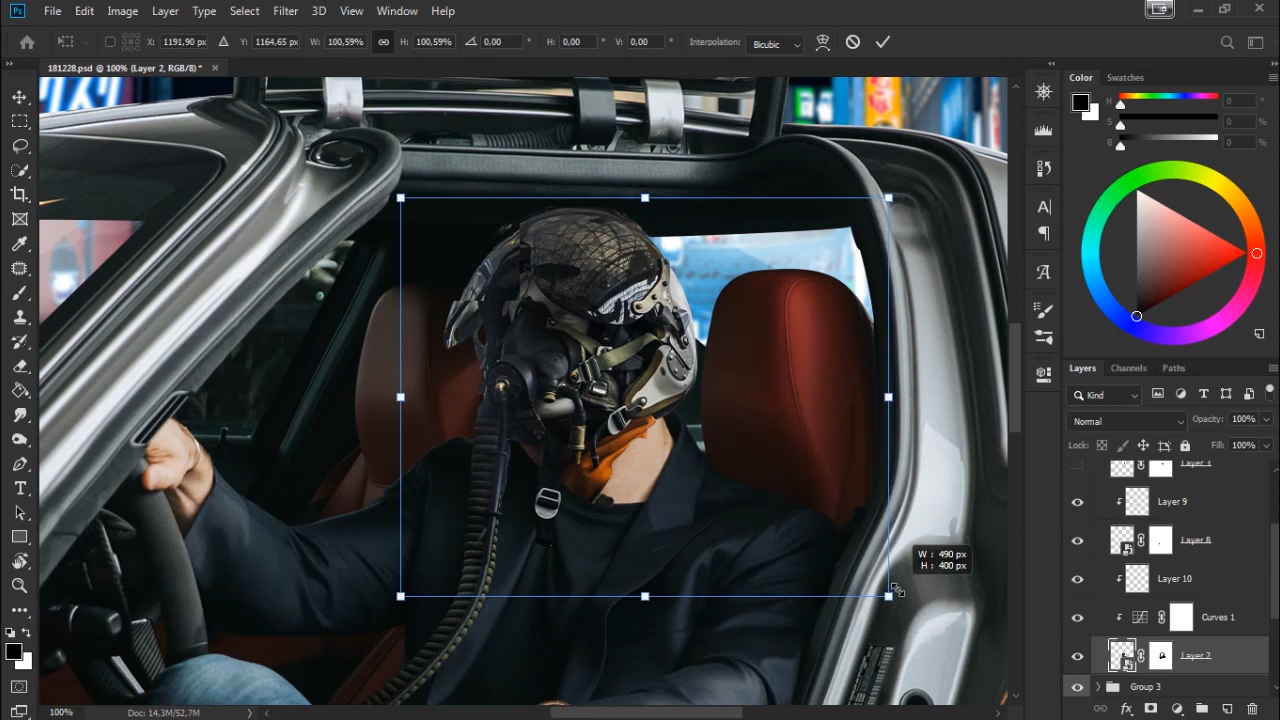 Ps File Edit Image Layer Type Select Filter 3D View Window Help
X: 1191,90 px Y: 1164,65 px W: 100,59% H: 100,59% 0,00 ° H: 0,00 ° V: 0,00 ° Interpolation: Bicubic
181228.psd @ 100% (Layer 2, RGB/8) *
Color Swatches
H 0 °
S 0 %
B 0 %
Layers Channels Paths
Kind
Normal Opacity: 100%
Lock: Fill: 100%
Layer 9
Layer 8
Layer 10
Curves 1
Layer 2
Group 3
W : 490 px
H : 400 px
100% Doc: 14,3M/52,7M